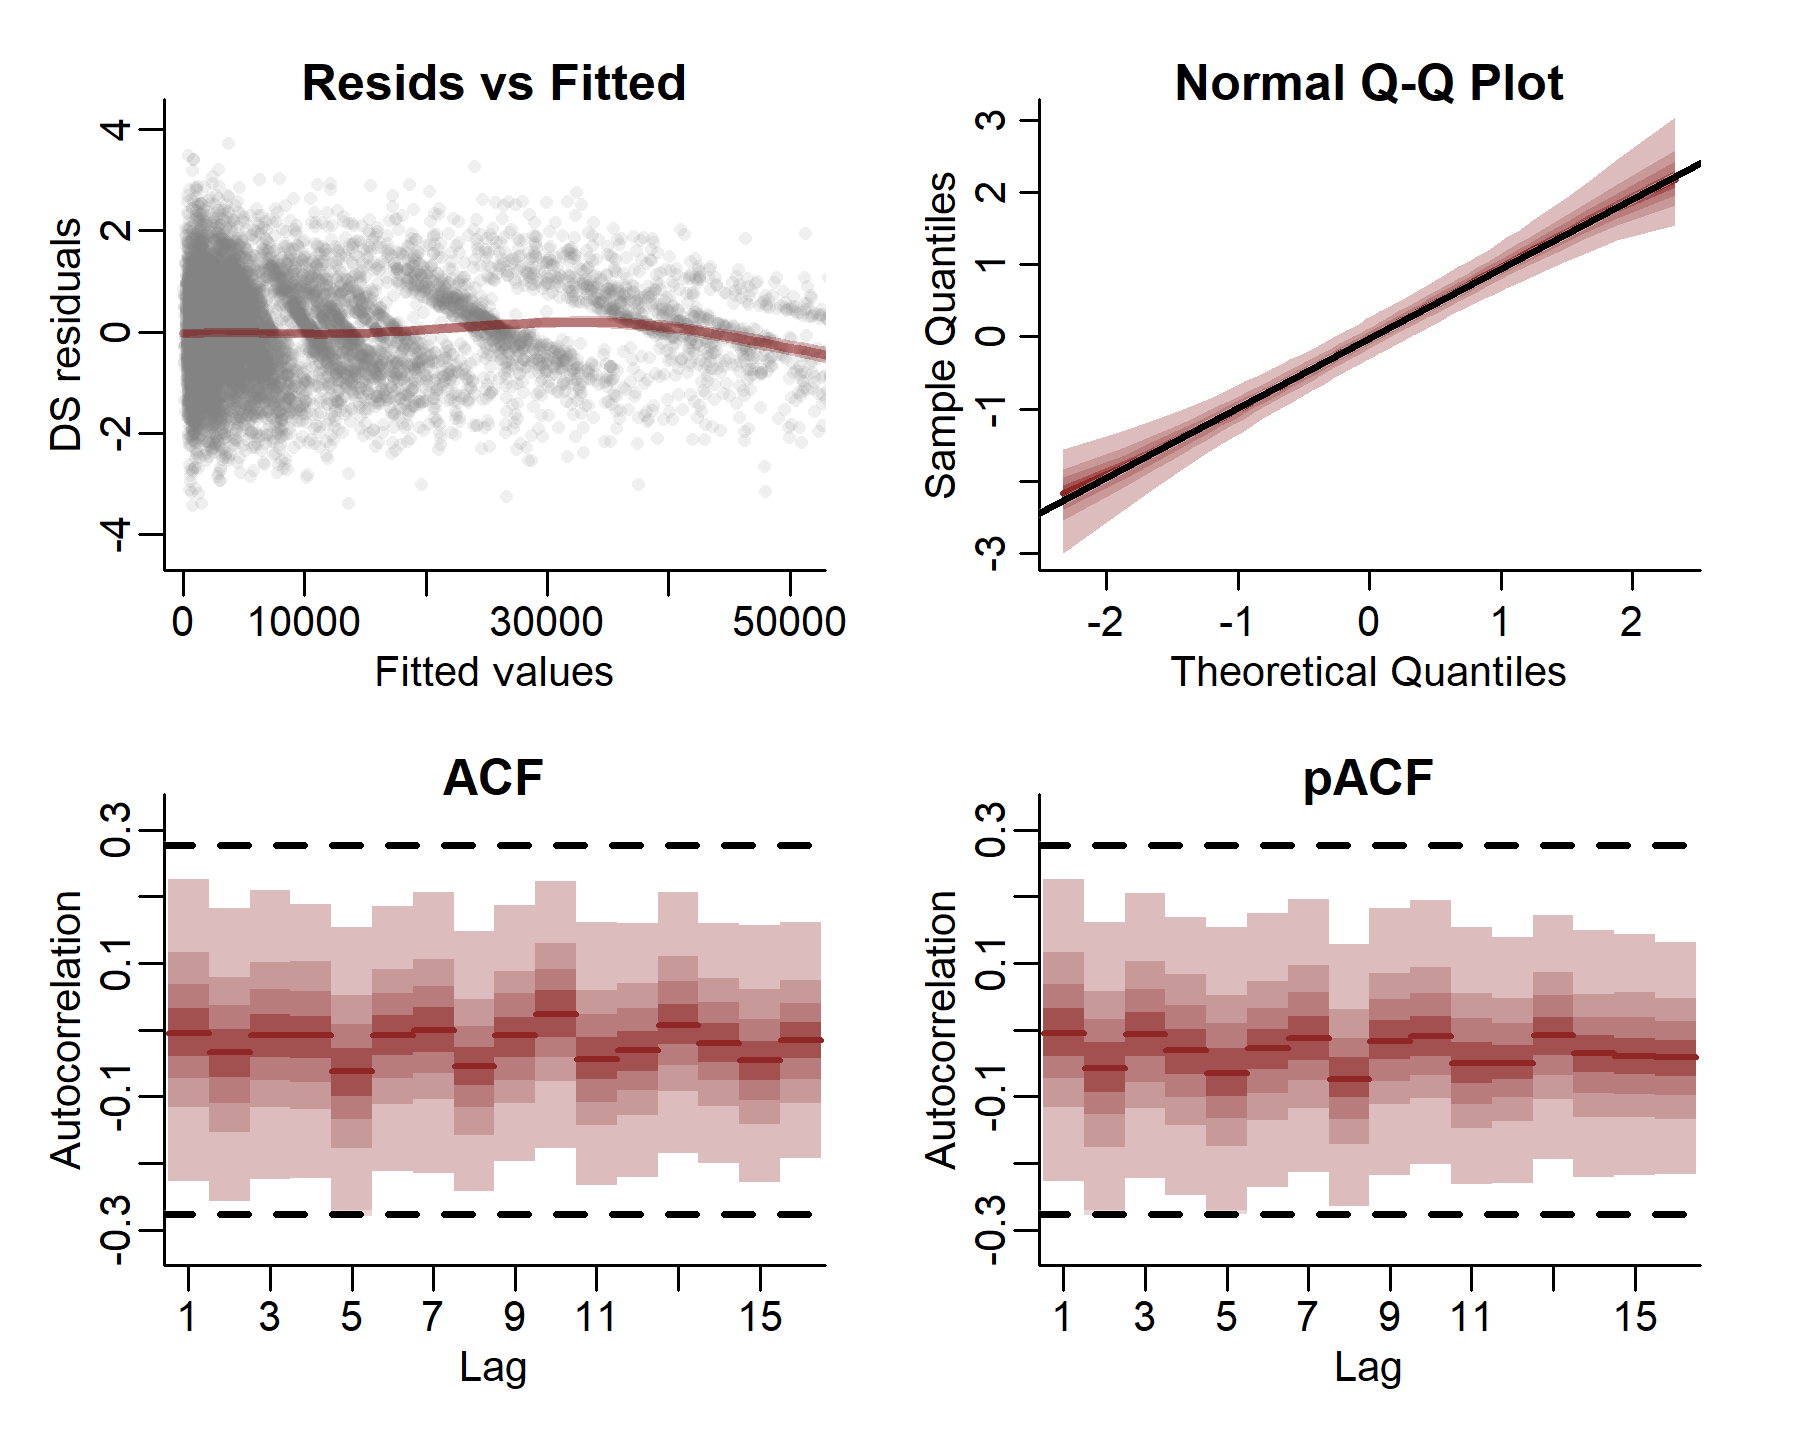 Resids vs Fitted
DS residuals
4
2
0
-2
-4
0 10000 30000 50000
Fitted values
Normal Q-Q Plot
Sample Quantiles
3
2
1
0
-1
-3
-2 -1 0 1 2
Theoretical Quantiles
ACF
Autocorrelation
0.3
0.1
-0.1
-0.3
1 3 5 7 9 11 15
Lag
pACF
Autocorrelation
0.3
0.1
-0.1
-0.3
1 3 5 7 9 11 15
Lag